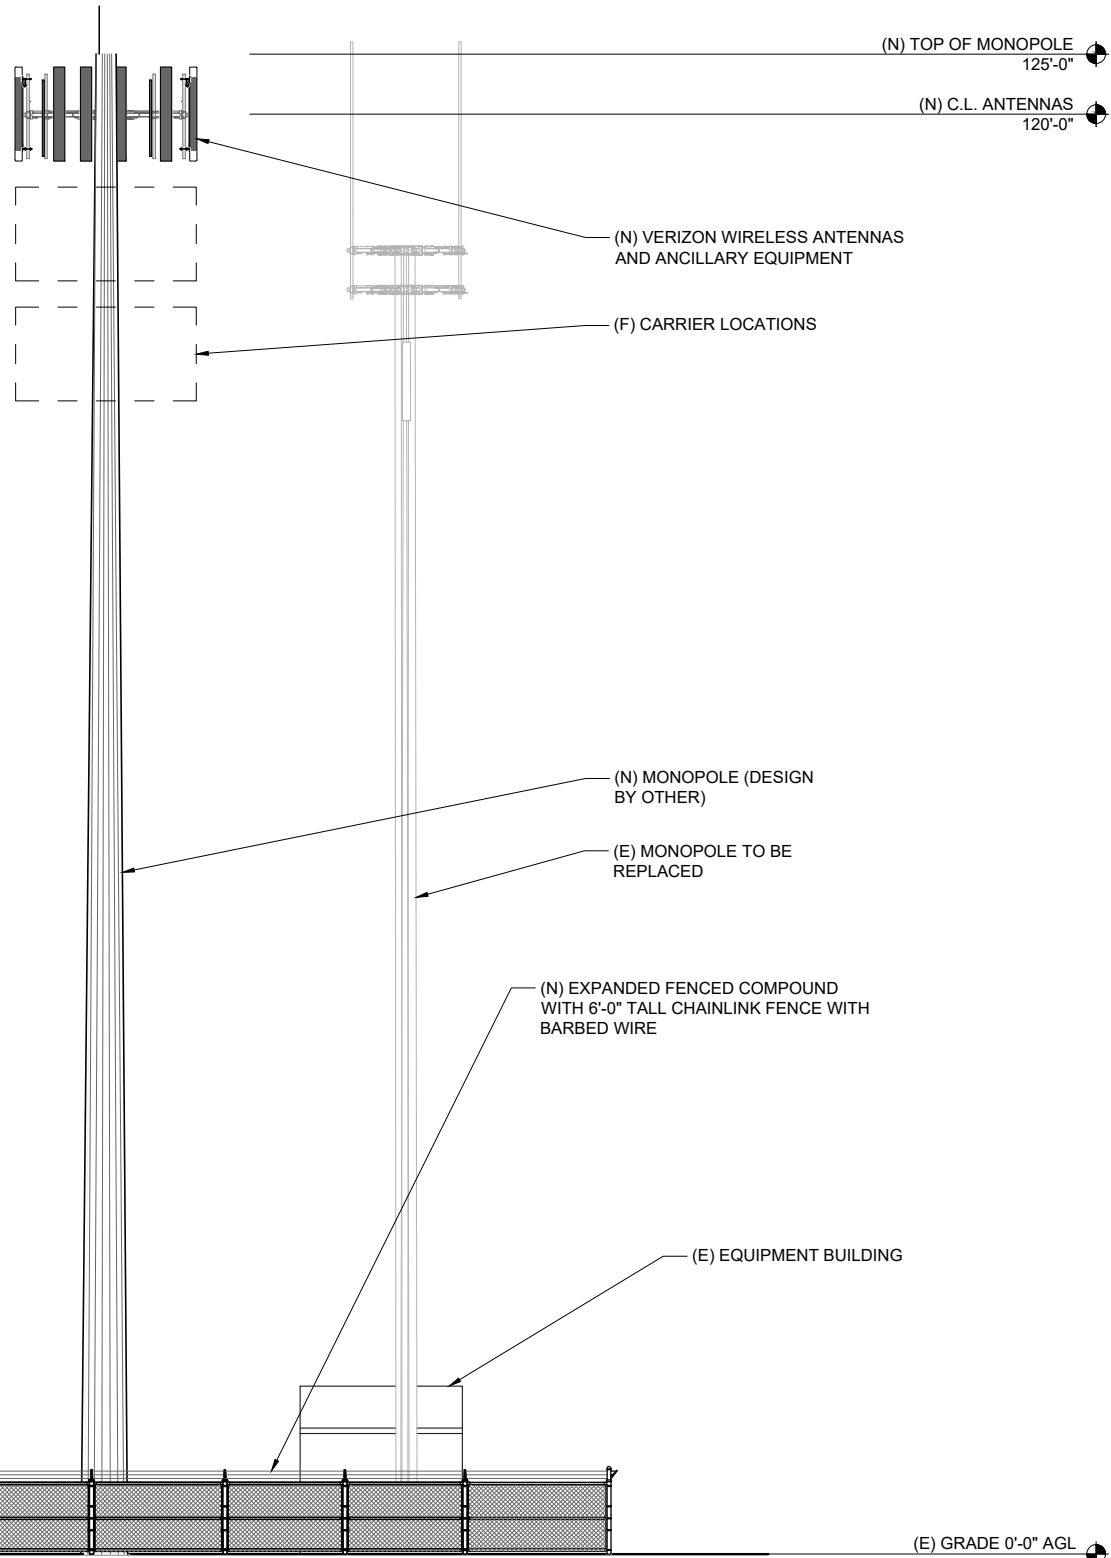 (N) TOP OF MONOPOLE
125'-0"
(N) C.L. ANTENNAS
120'-0"
(N) VERIZON WIRELESS ANTENNAS
AND ANCILLARY EQUIPMENT
(F) CARRIER LOCATIONS
(N) MONOPOLE (DESIGN
BY OTHER)
(E) MONOPOLE TO BE
REPLACED
(N) EXPANDED FENCED COMPOUND
WITH 6'-0" TALL CHAINLINK FENCE WITH
BARBED WIRE
(E) EQUIPMENT BUILDING
(E) GRADE 0'-0" AGL